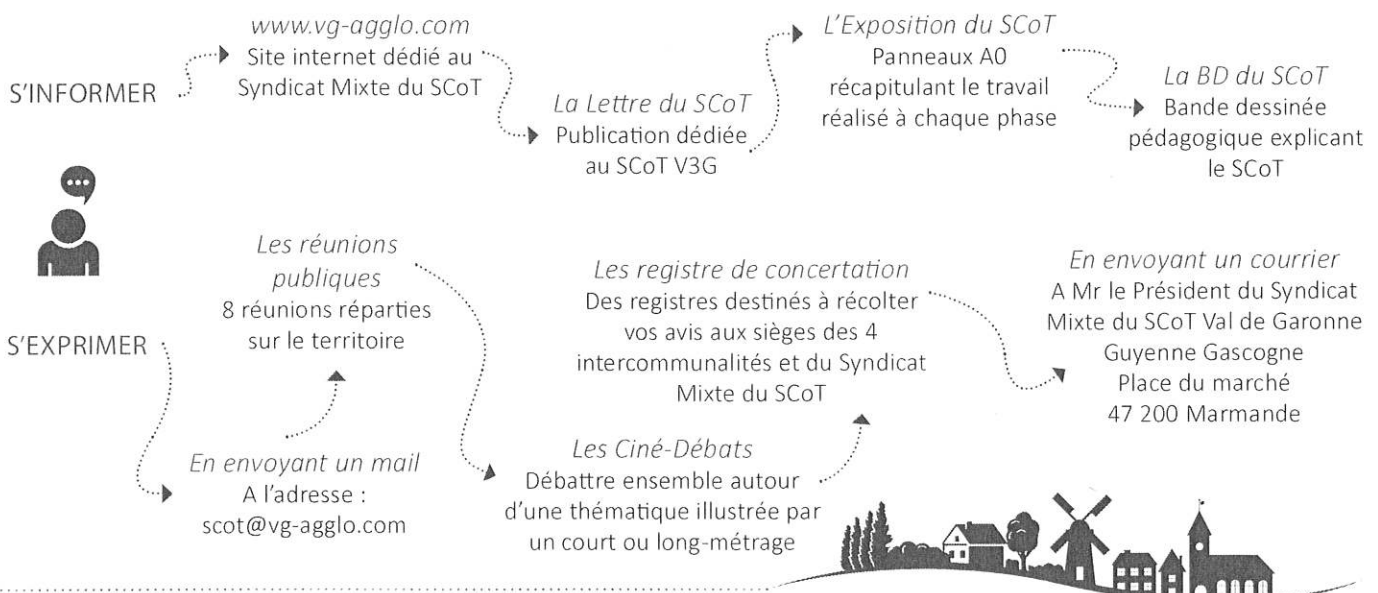 S'INFORMER
www.vg-agglo.com
Site internet dédié au
Syndicat Mixte du SCoT
La Lettre du SCoT
Publication dédiée
au SCoT V3G
L'Exposition du SCoT
Panneaux A0
récapitulant le travail
réalisé à chaque phase
La BD du SCoT
Bande dessinée
pédagogique explicant
le SCoT
S'EXPRIMER
En envoyant un mail
A l'adresse :
scot@vg-agglo.com
Les réunions
publiques
8 réunions réparties
sur le territoire
Les Ciné-Débats
Débattre ensemble autour
d'une thématique illustrée par
un court ou long-métrage
Les registre de concertation
Des registres destinés à récolter
vos avis aux sièges des 4
intercommunalités et du Syndicat
Mixte du SCoT
En envoyant un courrier
A Mr le Président du Syndicat
Mixte du SCoT Val de Garonne
Guyenne Gascogne
Place du marché
47 200 Marmande